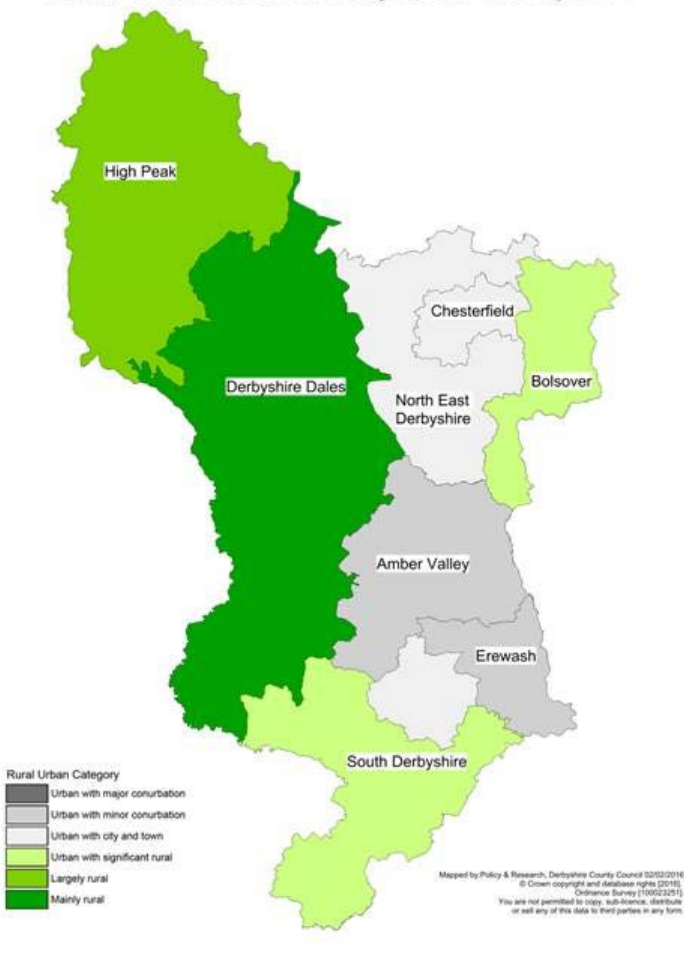 High Peak
Chesterfield
Bolsover
Derbyshire Dales
North East
Derbyshire
Amber Valley
Erewash
South Derbyshire
Rural Urban Category
Urban with major conurbation
Urban with minor conurbation
Urban with city and town
Urban with significant rural
Largely rural
Mainly rural
Mapped by Policy & Research, Derbyshire County Council 02/02/2016
© Crown copyright and database rights [2016].
Ordnance Survey [100023251].
You are not permitted to copy, sub-licence, distribute
or sell any of this data to third parties in any form.